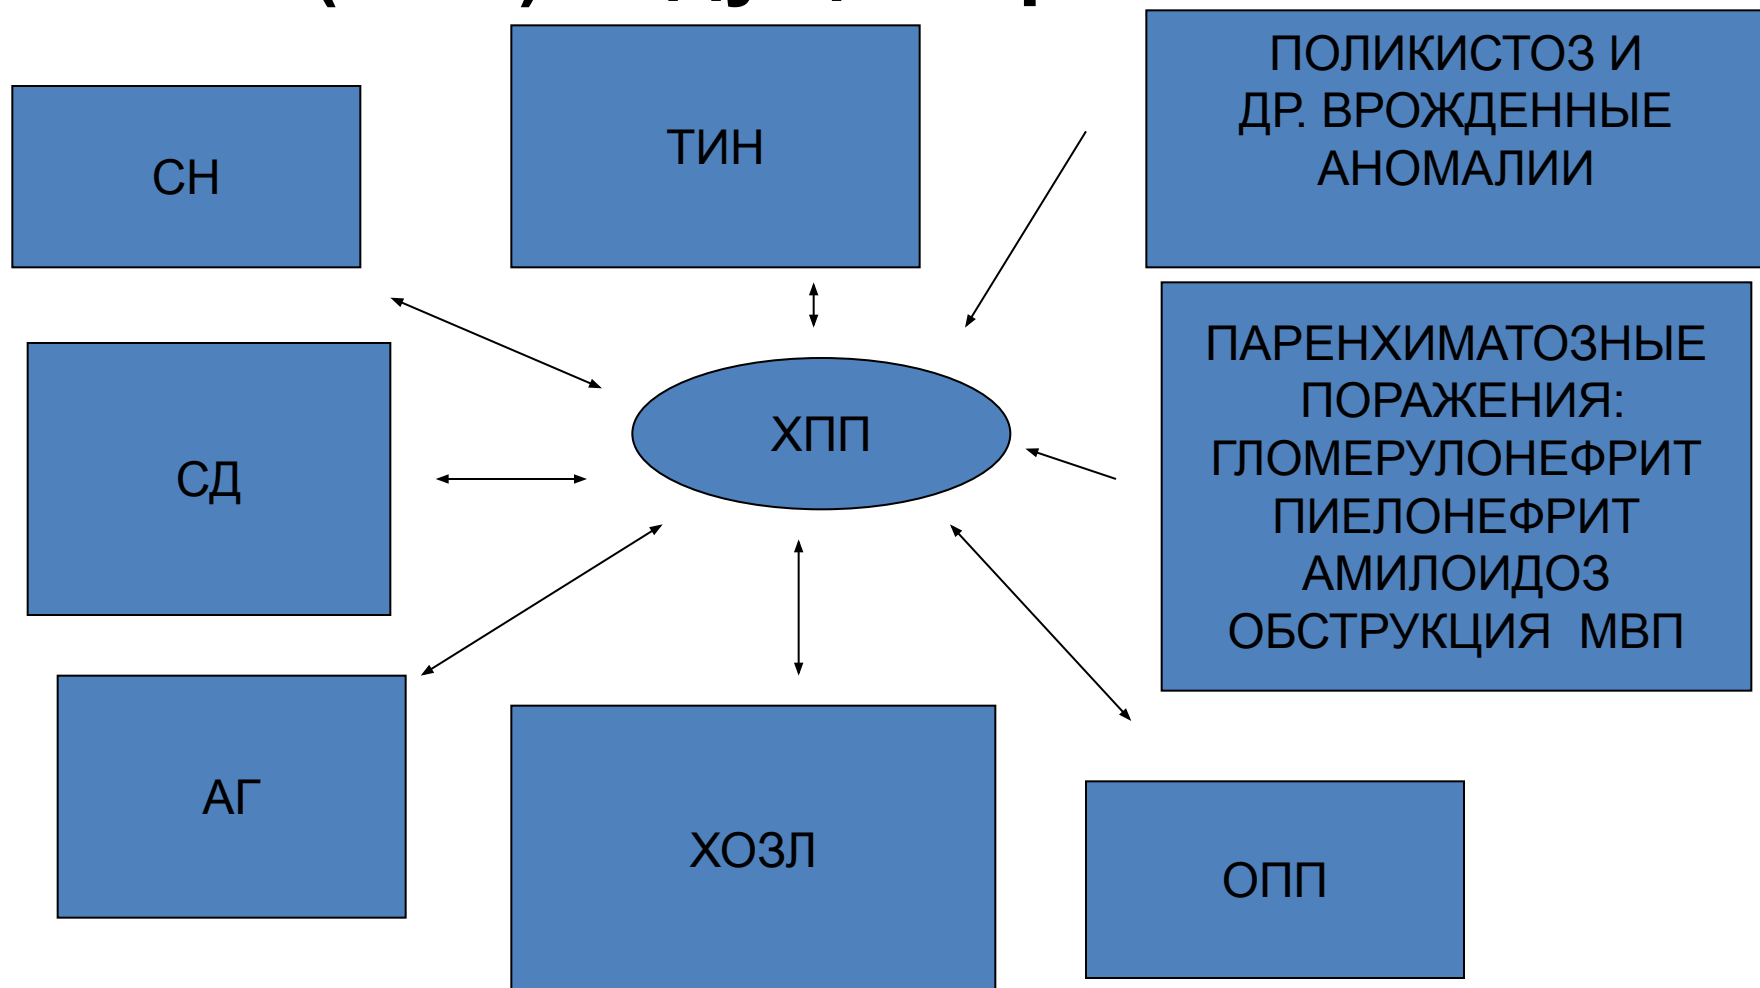 ТИН
ПОЛИКИСТОЗ И
ДР. ВРОЖДЕННЫЕ
АНОМАЛИИ
СН
ПАРЕНХИМАТОЗНЫЕ
ПОРАЖЕНИЯ:
ГЛОМЕРУЛОНЕФРИТ
ПИЕЛОНЕФРИТ
АМИЛОИДОЗ
ОБСТРУКЦИЯ МВП
ХПП
СД
АГ
ХОЗЛ
ОПП